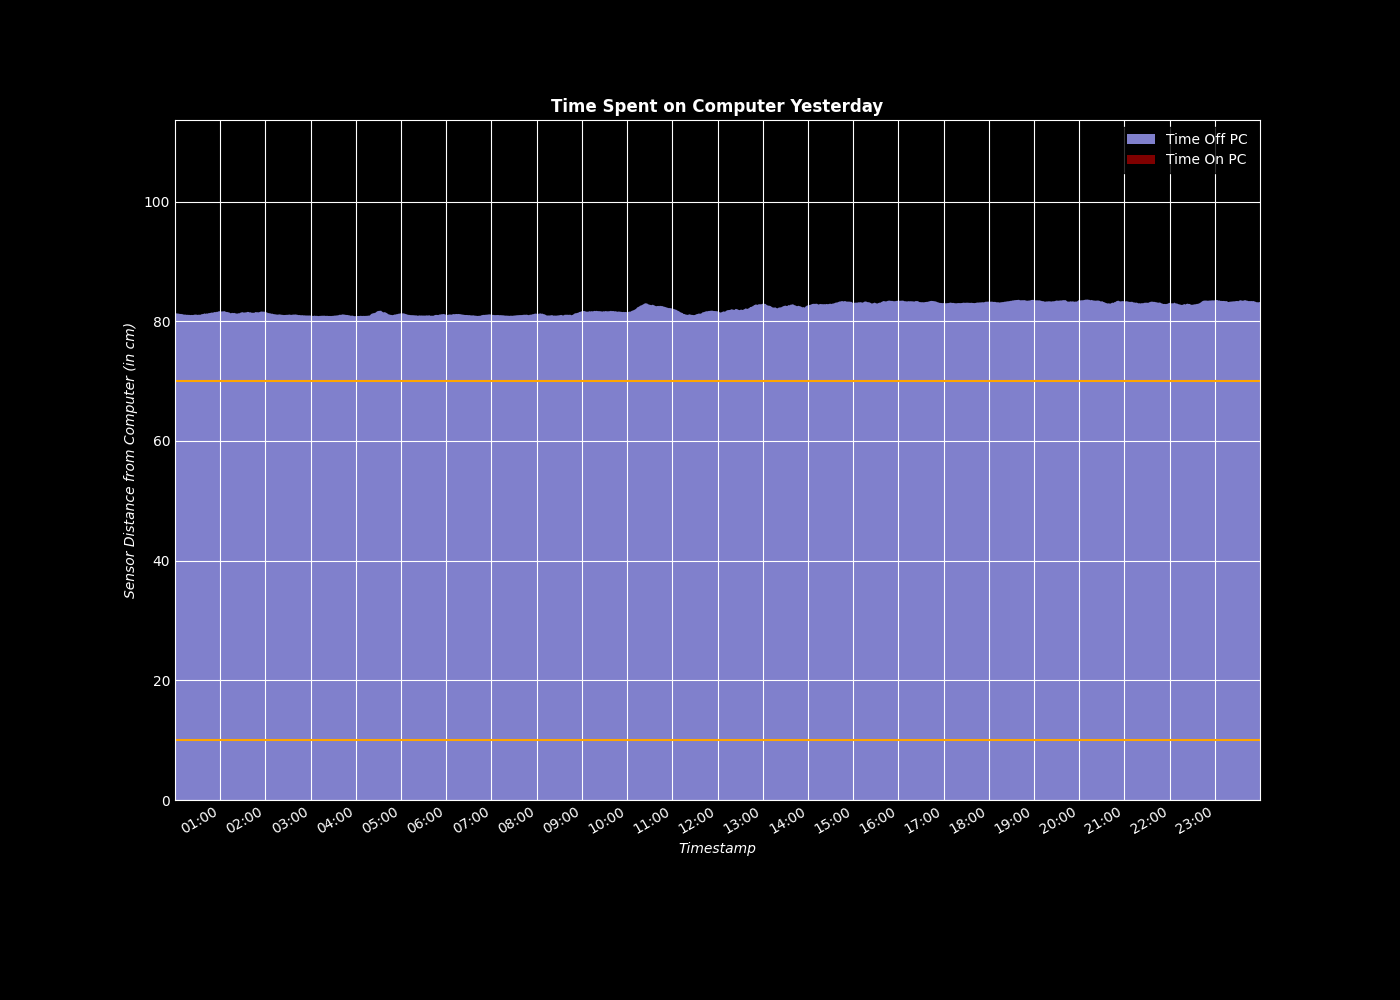 Time Spent on Computer Yesterday
Time Off PC
Time On PC
100
80
60
40
20
0
Sensor Distance from Computer (in cm)
01:00 02:00 03:00 04:00 05:00 06:00 07:00 08:00 09:00 10:00 11:00 12:00 13:00 14:00 15:00 16:00 17:00 18:00 19:00 20:00 21:00 22:00 23:00
Timestamp